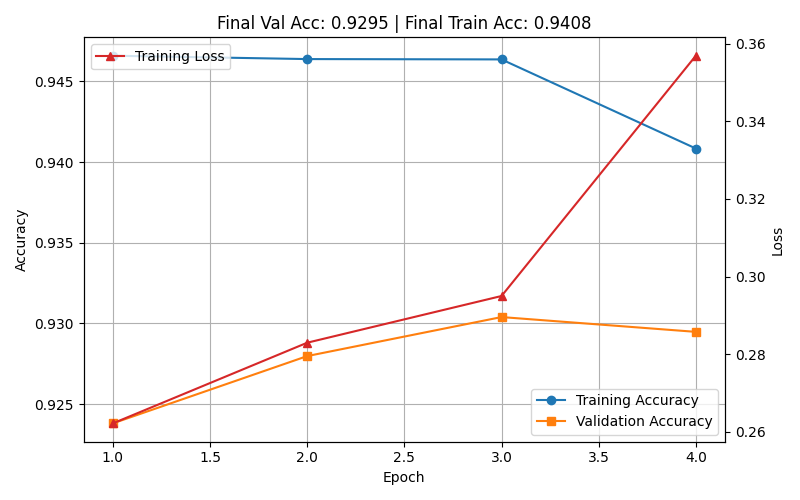 Final Val Acc: 0.9295 | Final Train Acc: 0.9408
Training Loss
Accuracy
0.945
0.940
0.935
0.930
0.925
0.36
0.34
0.32
0.30
0.28
0.26
Loss
Training Accuracy
Validation Accuracy
1.0 1.5 2.0 2.5 3.0 3.5 4.0
Epoch